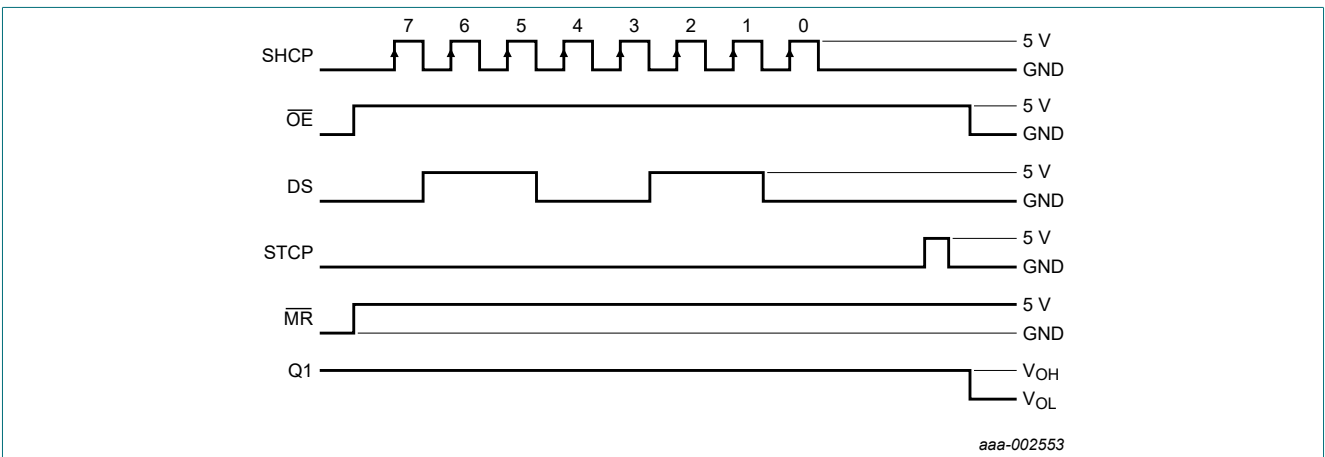 7 6 5 4 3 2 1 0
SHCP
5 V
GND
OE
5 V
GND
DS
5 V
GND
STCP
5 V
GND
MR
5 V
GND
Q1
VOH
VOL
aaa-002553